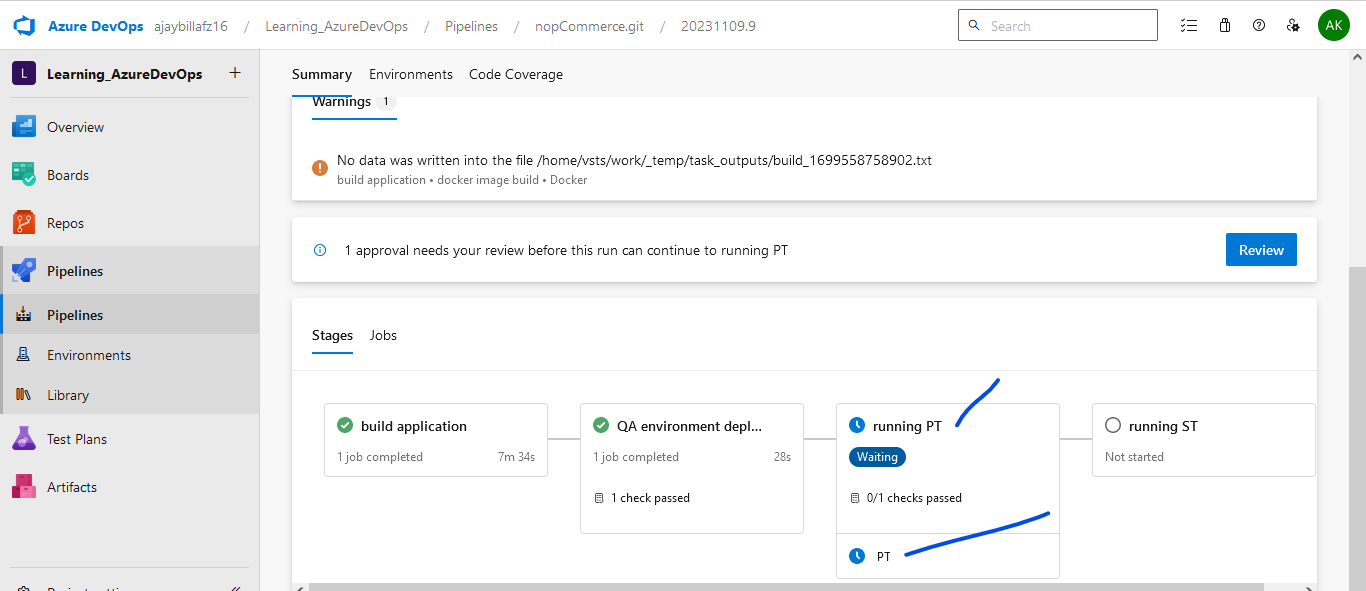 Azure DevOps ajaybillafz16 / Learning_AzureDevOps / Pipelines / nopCommerce.git / 20231109.9
Search
AK
L Learning_AzureDevOps +
Overview
Boards
Repos
Pipelines
Pipelines
Environments
Library
Test Plans
Artifacts
Summary Environments Code Coverage
Warnings 1
No data was written into the file /home/vsts/work/_temp/task_outputs/build_1699558758902.txt
build application • docker image build • Docker
1 approval needs your review before this run can continue to running PT
Review
Stages Jobs
build application
1 job completed 7m 34s
QA environment depl...
1 job completed 28s
1 check passed
running PT
Waiting
0/1 checks passed
PT
running ST
Not started